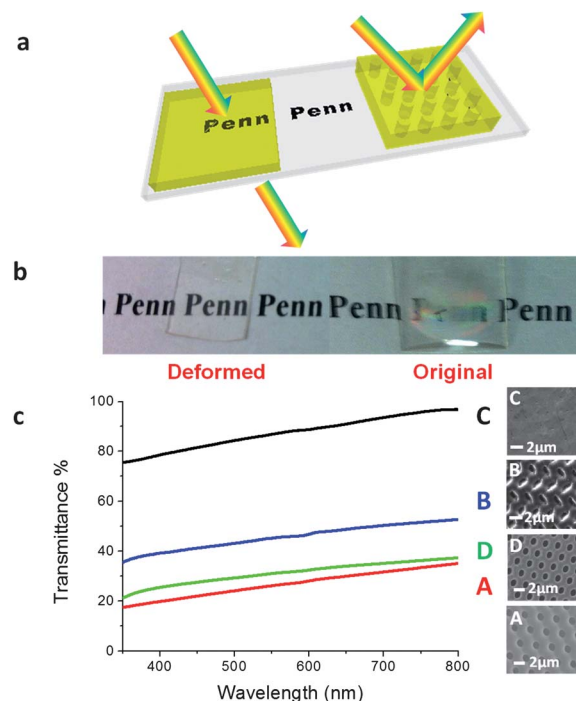 a
Penn Penn
b
n Penn Penn Penn Penn Penn Penn
Deformed Original
c
Transmittance %
100
80
60
40
20
0
400 500 600 700 800
Wavelength (nm)
C
B
D
A
C
2μm
B
2μm
D
2μm
A
2μm